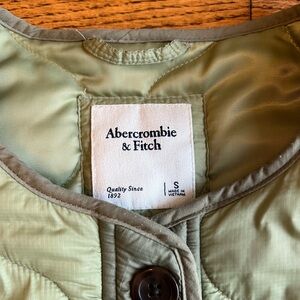 Abercrombie
& Fitch
Quality Since
1892
S
MADE IN
VIETNAM